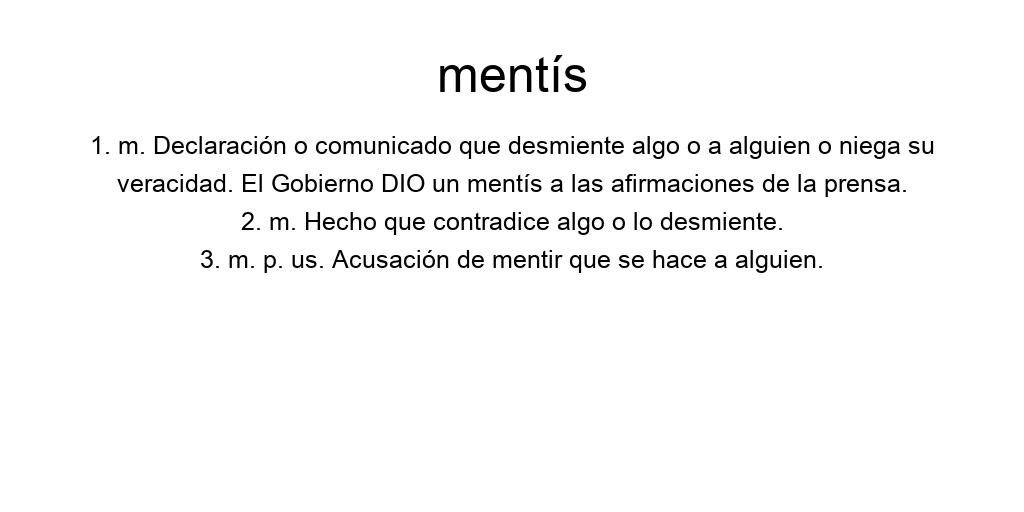 mentís
1. m. Declaración o comunicado que desmiente algo o a alguien o niega su
veracidad. El Gobierno DIO un mentís a las afirmaciones de la prensa.
2. m. Hecho que contradice algo o lo desmiente.
3. m. p. us. Acusación de mentir que se hace a alguien.